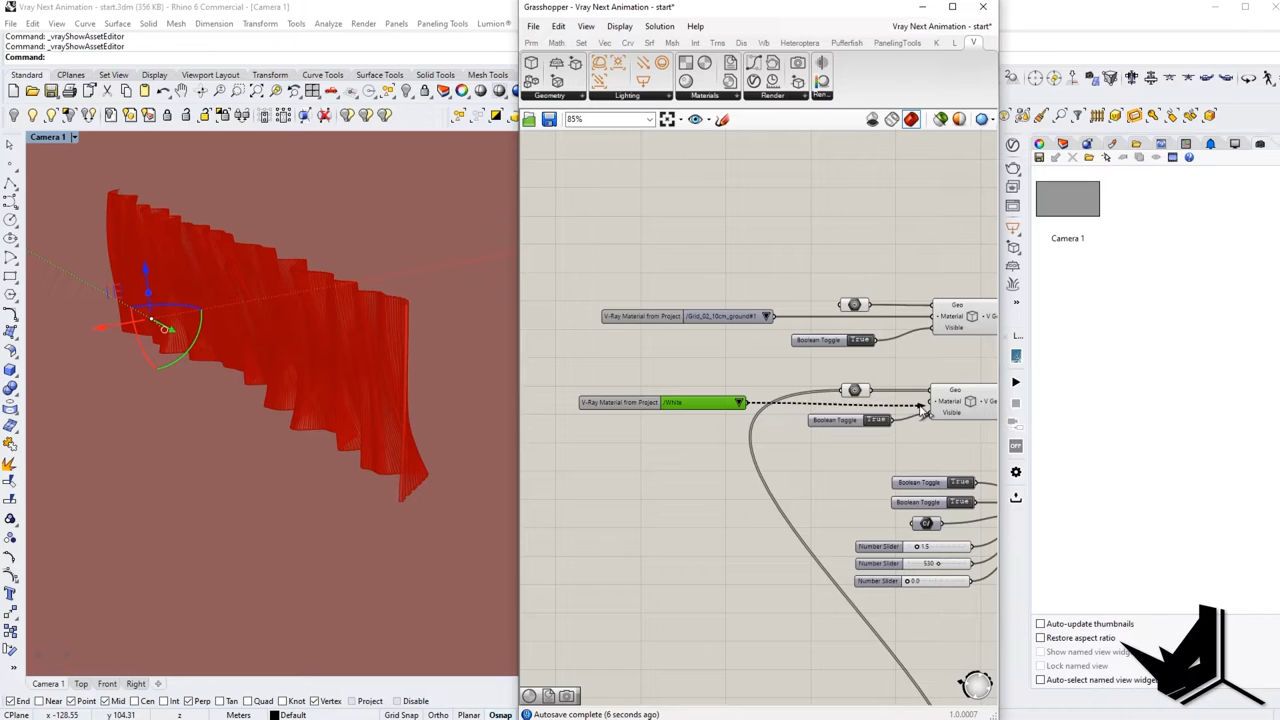 Vray Next Animation - start.3dm (356 KB) - Rhino 6 Commercial - [Camera 1]
File Edit View Curve Surface Solid Mesh Dimension Transform Tools Analyze Render Panels Paneling Tools Lumion
Command: _vrayShowAssetEditor
Command: _vrayShowAssetEditor
Command:
Standard CPlanes Set View Display Viewport Layout Transform Curve Tools Surface Tools Solid Tools Mesh Tools
Camera 1
Grasshopper - Vray Next Animation - start*
File Edit View Display Solution Help Vray Next Animation - start*
Prm Math Set Vec Crv Srf Msh Int Trns Dis Wb Heteroptera Pufferfish PanelingTools K L V
Geometry Lighting Materials Render Ren...
85%
Geo
V-Ray Material from Project /Grid_02_10cm_ground#1 Material
Boolean Toggle True Visible
Geo
V-Ray Material from Project /White Material
Boolean Toggle True Visible
Boolean Toggle True
Boolean Toggle True
Number Slider 1.5
Number Slider 530
Number Slider 0.0
Autosave complete (6 seconds ago) 1.0.0007
Camera 1
L...
OFF
Auto-update thumbnails
Restore aspect ratio
Lock named view
Auto-select named view widget
Camera 1 Top Front Right
End Near Point Mid Cen Int Perp Tan Quad Knot Vertex Project Disable
CPlane x -128.55 y 104.31 z Meters Default Grid Snap Ortho Planar Osnap